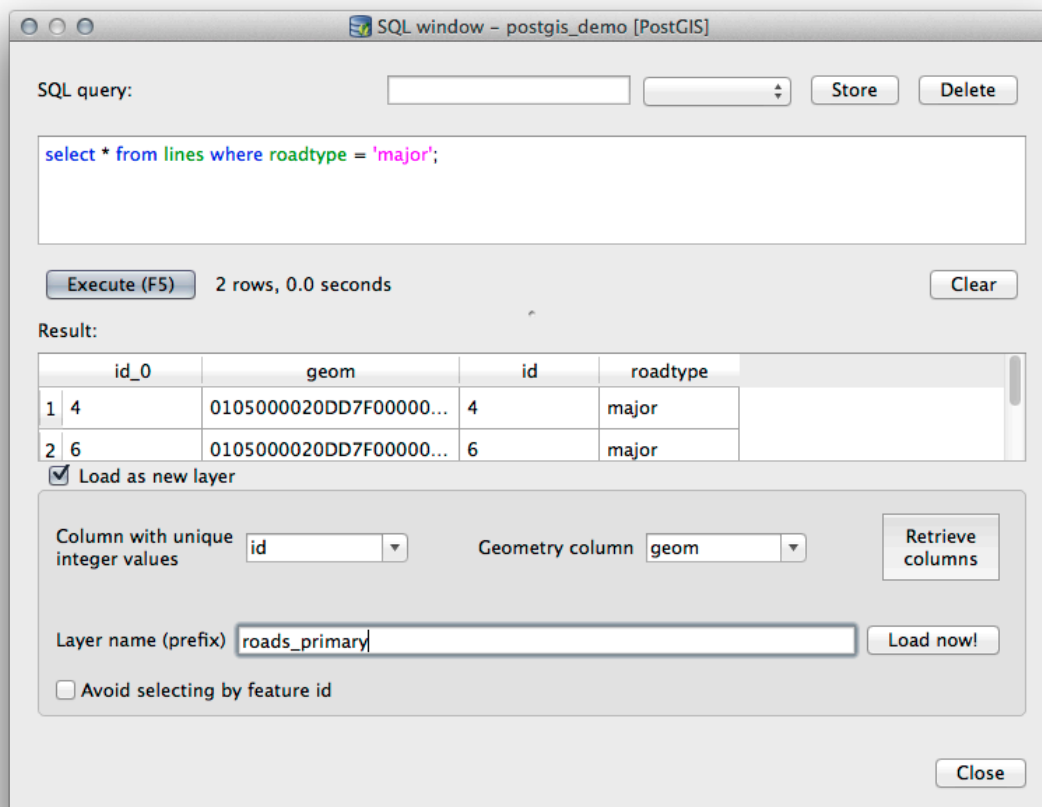 SQL window – postgis_demo [PostGIS]
SQL query:
Store
Delete
select * from lines where roadtype = 'major';
Execute (F5)
2 rows, 0.0 seconds
Clear
Result:
id_0 geom id roadtype
1 4 0105000020DD7F00000... 4 major
2 6 0105000020DD7F00000... 6 major
Load as new layer
Column with unique
integer values
id
Geometry column
geom
Retrieve
columns
Layer name (prefix)
roads_primary
Load now!
Avoid selecting by feature id
Close